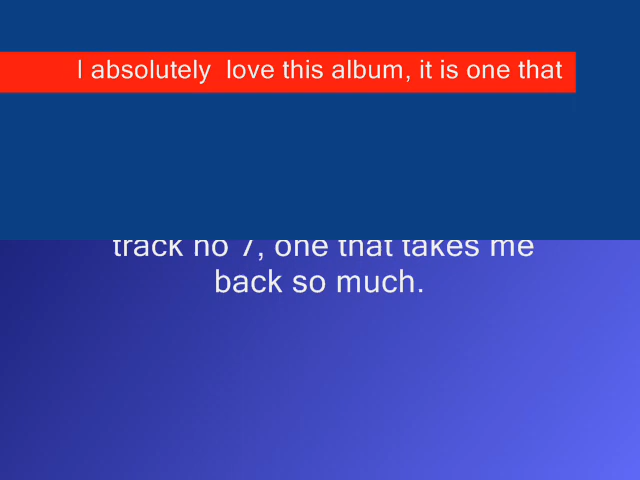 I absolutely  love this album, it is one that
track no 7, one that takes me
back so much.